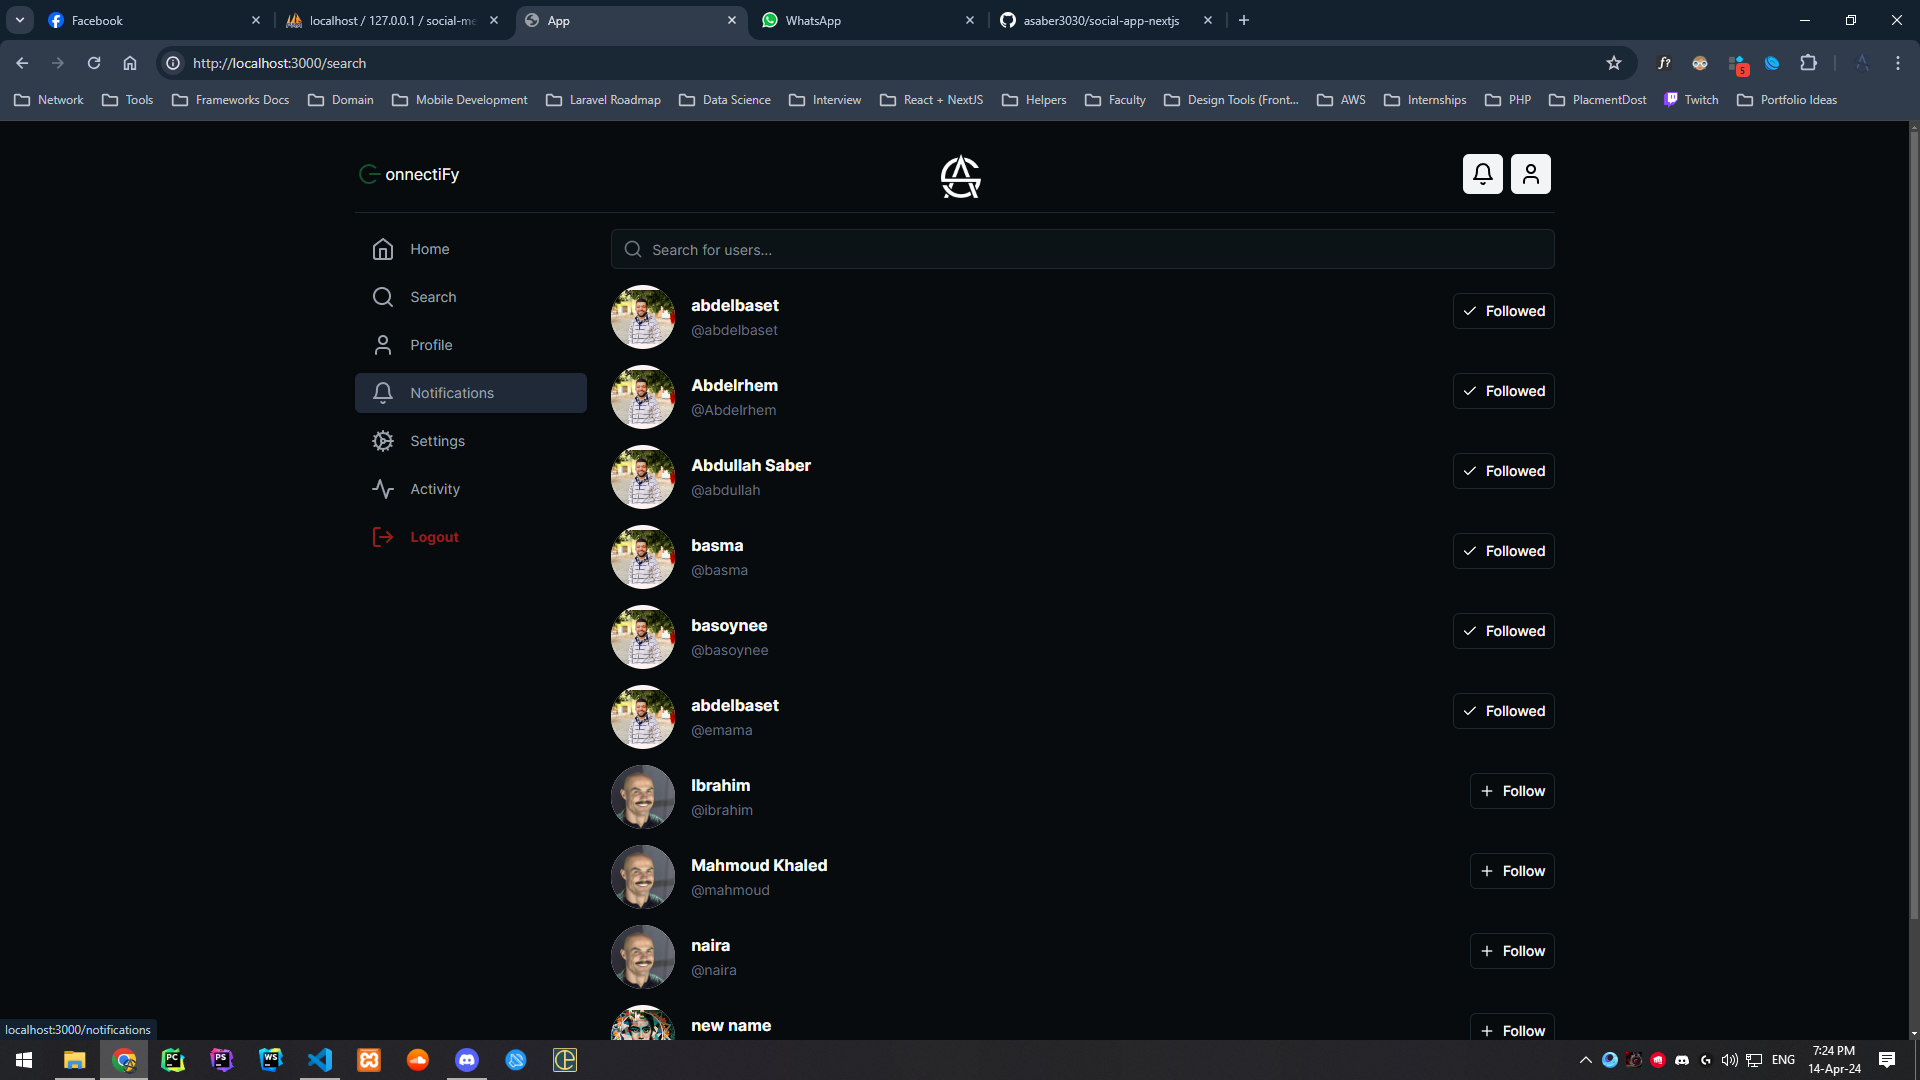 Facebook
localhost / 127.0.0.1 / social-me
App
WhatsApp
asaber3030/social-app-nextjs
http://localhost:3000/search
f?
5
Network
Tools
Frameworks Docs
Domain
Mobile Development
Laravel Roadmap
Data Science
Interview
React + NextJS
Helpers
Faculty
Design Tools (Front...
AWS
Internships
PHP
PlacmentDost
Twitch
Portfolio Ideas
onnectiFy
Home
Search
Profile
Notifications
Settings
Activity
Logout
Search for users...
abdelbaset
@abdelbaset
Followed
Abdelrhem
@Abdelrhem
Followed
Abdullah Saber
@abdullah
Followed
basma
@basma
Followed
basoynee
@basoynee
Followed
abdelbaset
@emama
Followed
Ibrahim
@ibrahim
Follow
Mahmoud Khaled
@mahmoud
Follow
naira
@naira
Follow
new name
Follow
localhost:3000/notifications
PC
PS
WS
ENG
7:24 PM
14-Apr-24